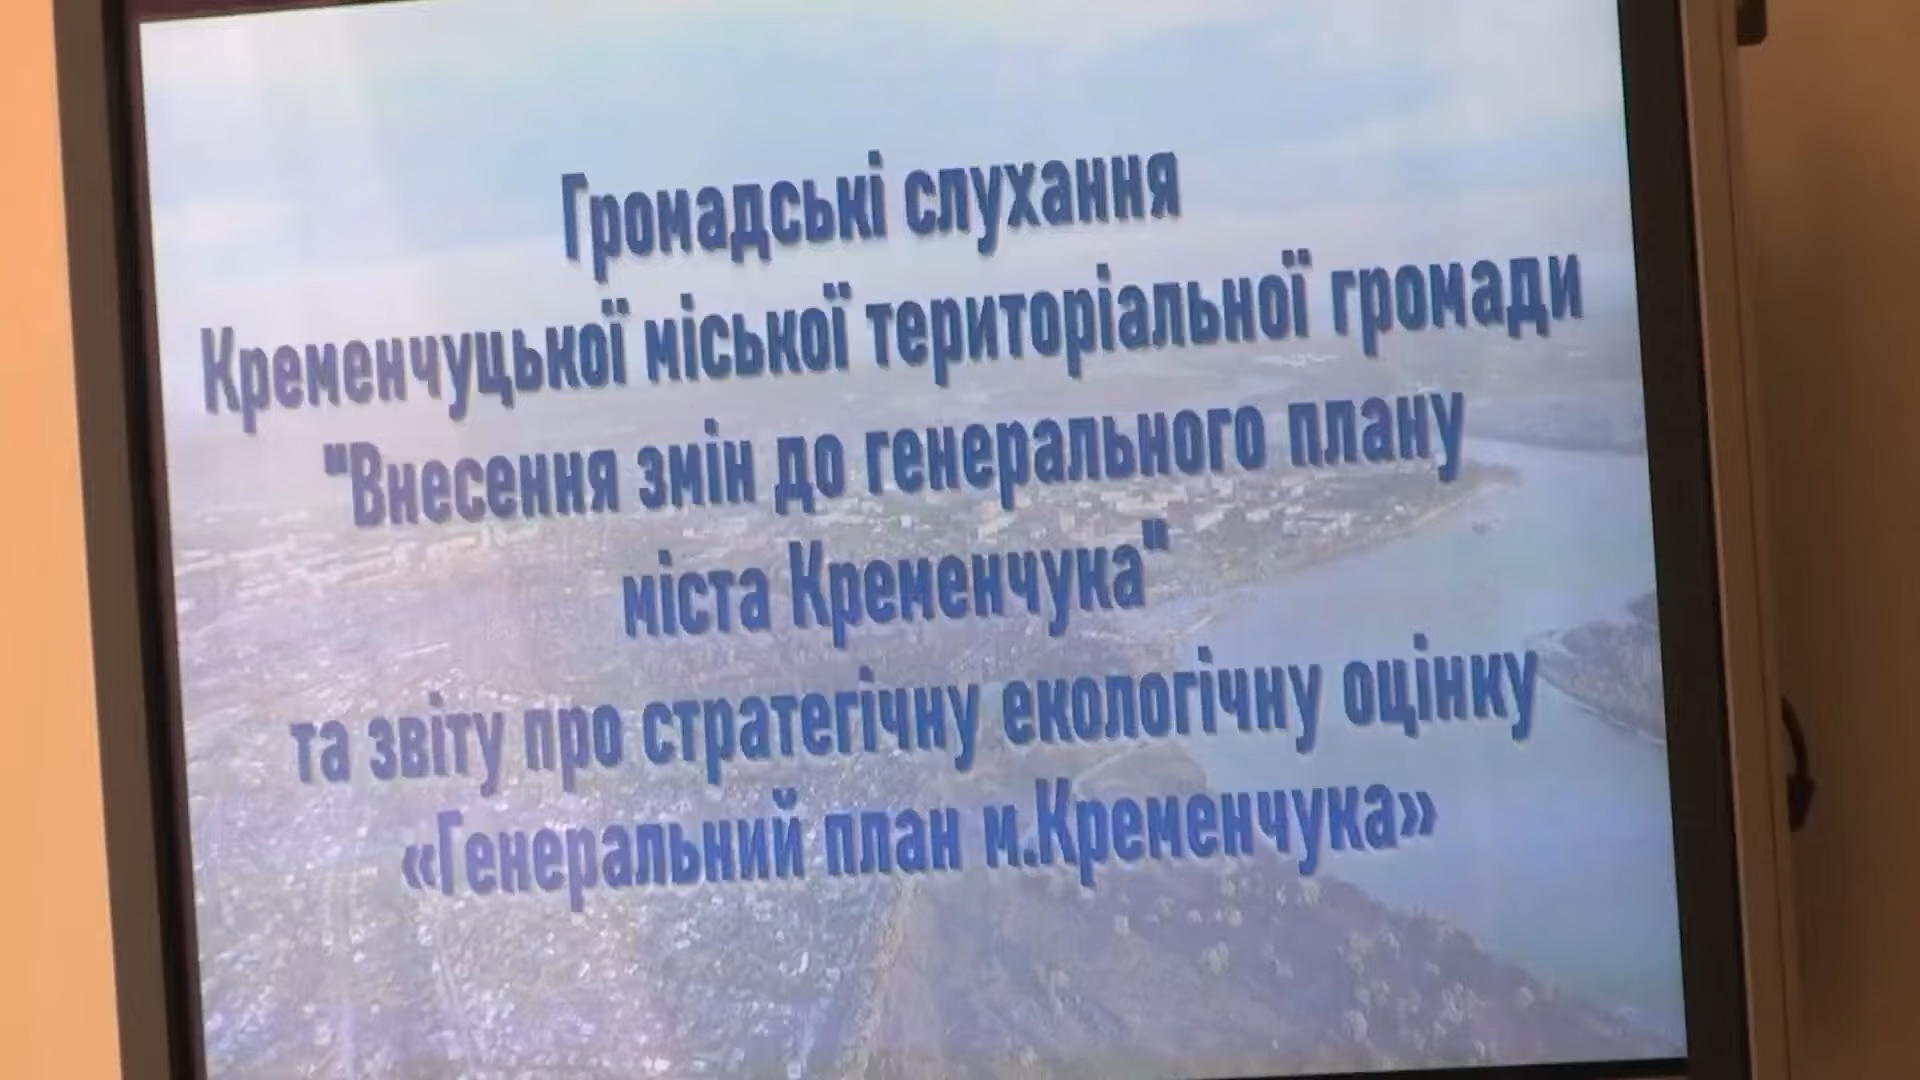 Громадські слухання
Кременчуцької міської територіальної громади
"Внесення змін до генерального плану
міста Кременчука"
та звіту про стратегічну екологічну оцінку
«Генеральний план м.Кременчука»